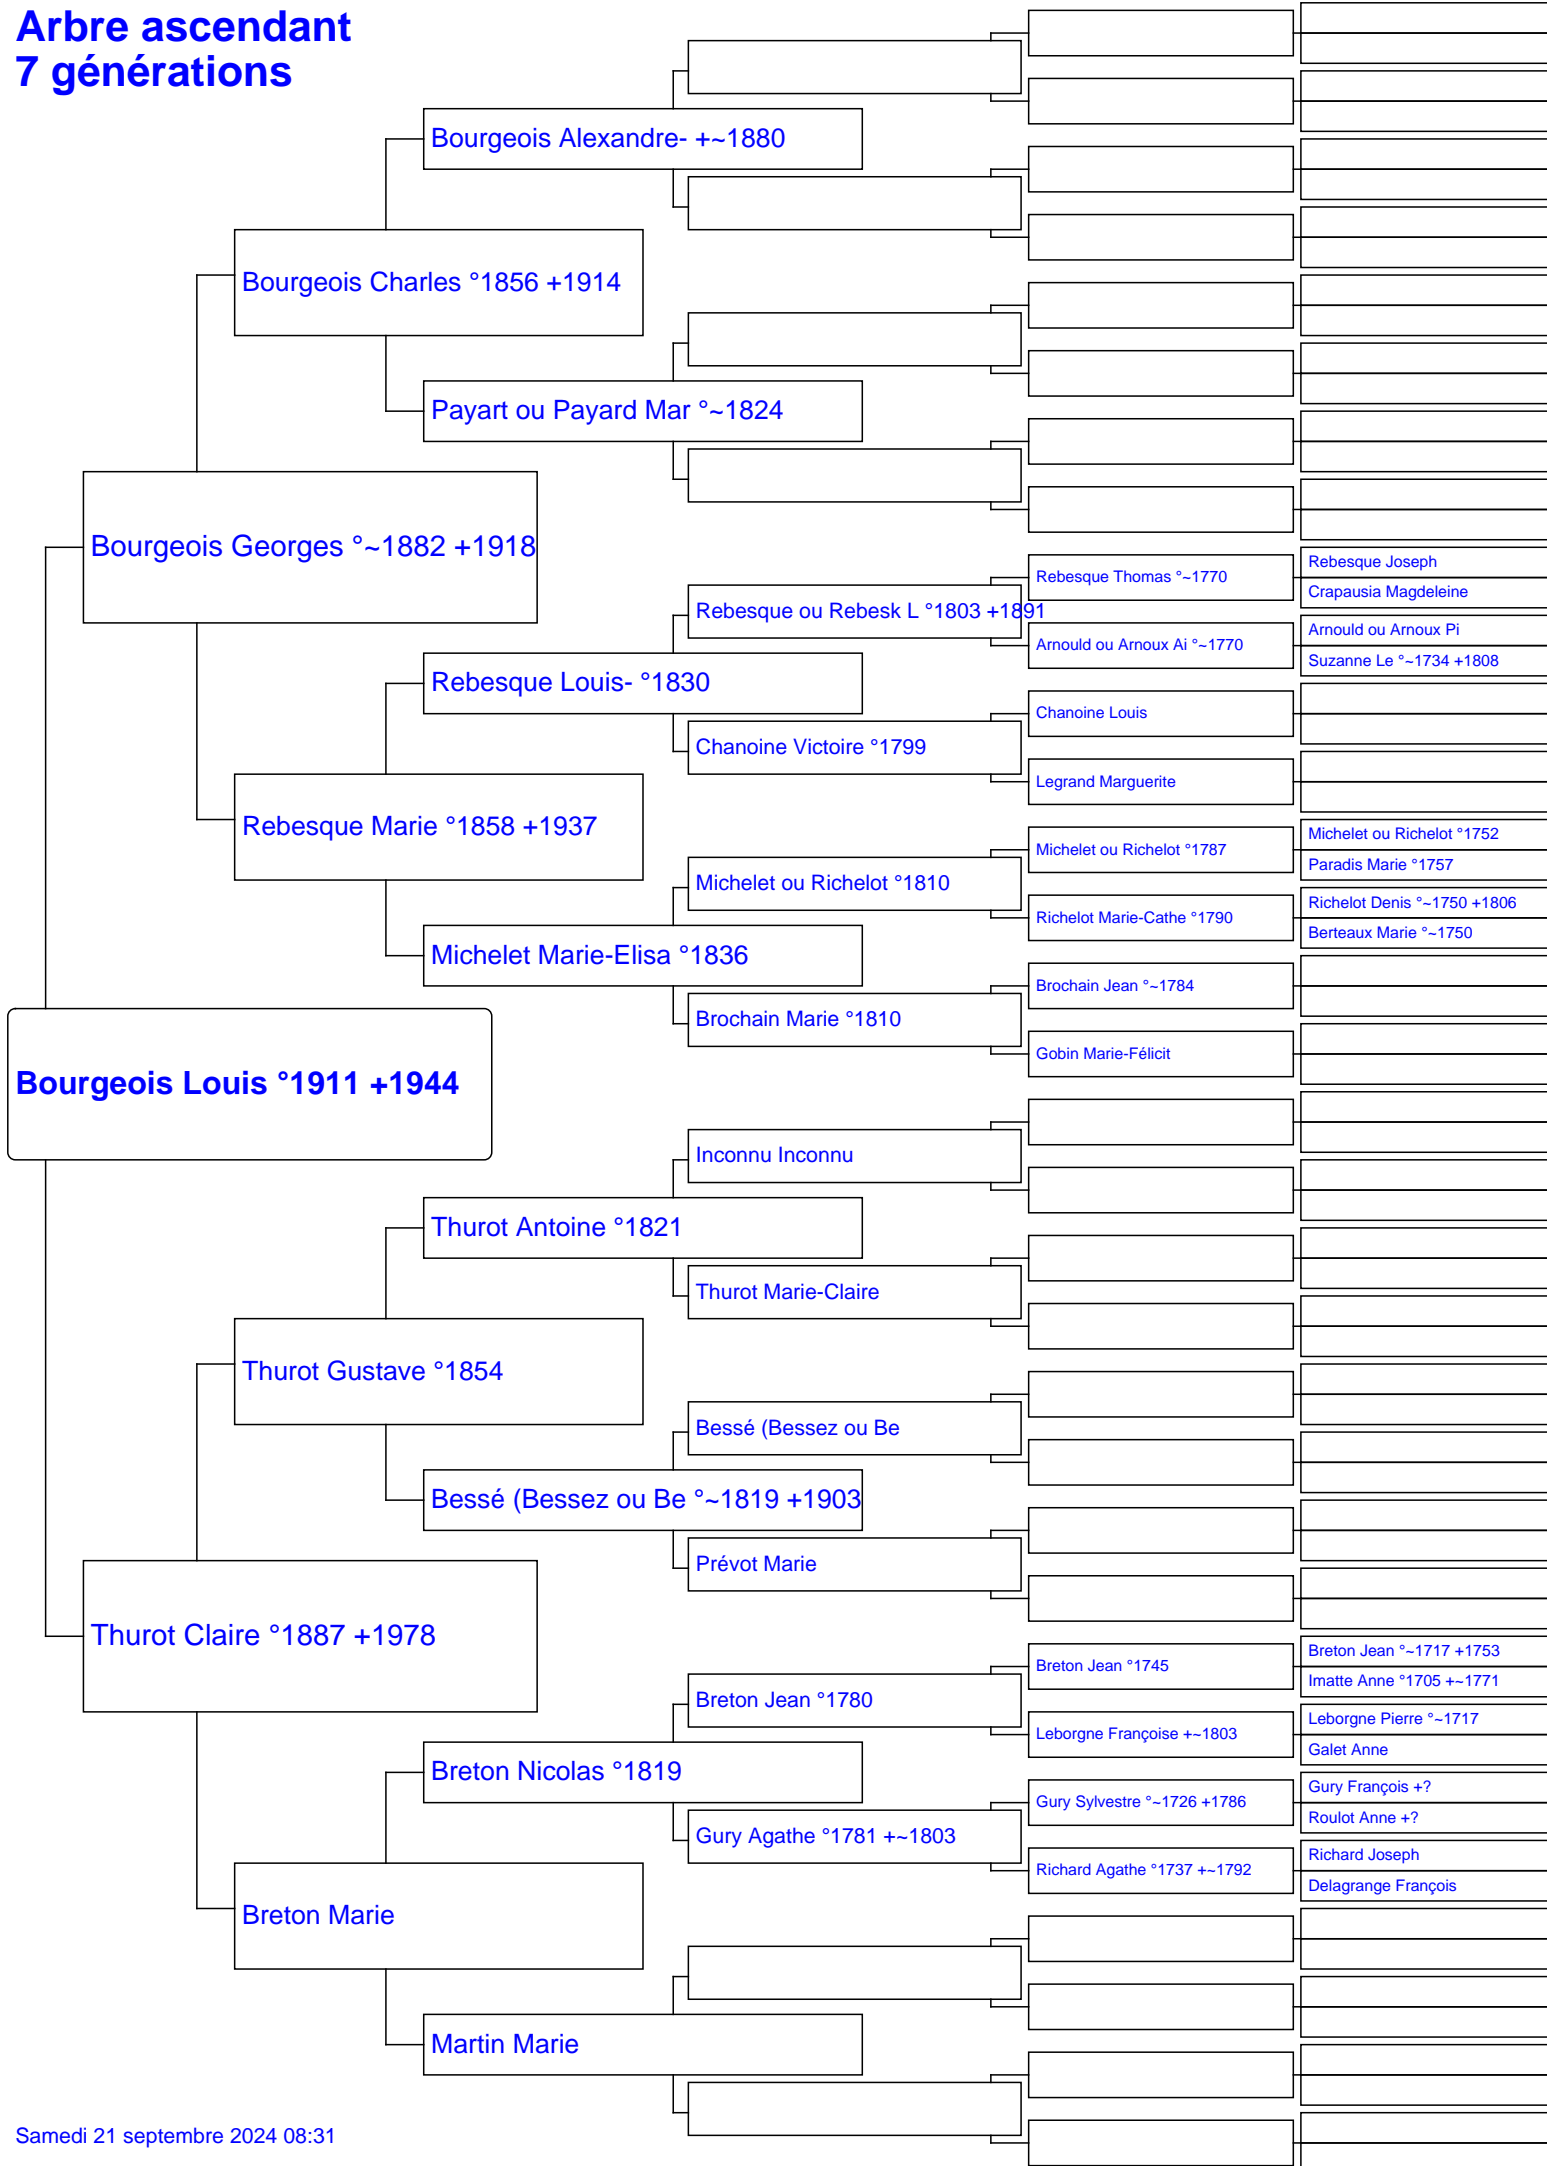 Arbre ascendant
7 générations
Bourgeois Alexandre- +~1880
Bourgeois Charles °1856 +1914
Payart ou Payard Mar °~1824
Bourgeois Georges °~1882 +1918
Rebesque Thomas °~1770
Rebesque Joseph
Crapausia Magdeleine
Rebesque ou Rebesk L °1803 +1891
Arnould ou Arnoux Ai °~1770
Arnould ou Arnoux Pi
Suzanne Le °~1734 +1808
Rebesque Louis- °1830
Chanoine Louis
Chanoine Victoire °1799
Legrand Marguerite
Rebesque Marie °1858 +1937
Michelet ou Richelot °1787
Michelet ou Richelot °1752
Paradis Marie °1757
Michelet ou Richelot °1810
Richelot Marie-Cathe °1790
Richelot Denis °~1750 +1806
Berteaux Marie °~1750
Michelet Marie-Elisa °1836
Brochain Jean °~1784
Brochain Marie °1810
Gobin Marie-Félicit
Bourgeois Louis °1911 +1944
Inconnu Inconnu
Thurot Antoine °1821
Thurot Marie-Claire
Thurot Gustave °1854
Bessé (Bessez ou Be
Bessé (Bessez ou Be °~1819 +1903
Prévot Marie
Thurot Claire °1887 +1978
Breton Jean °1745
Breton Jean °~1717 +1753
Imatte Anne °1705 +~1771
Breton Jean °1780
Leborgne Françoise +~1803
Leborgne Pierre °~1717
Galet Anne
Breton Nicolas °1819
Gury Sylvestre °~1726 +1786
Gury François +?
Roulot Anne +?
Gury Agathe °1781 +~1803
Richard Agathe °1737 +~1792
Richard Joseph
Delagrange François
Breton Marie
Martin Marie
Samedi 21 septembre 2024 08:31